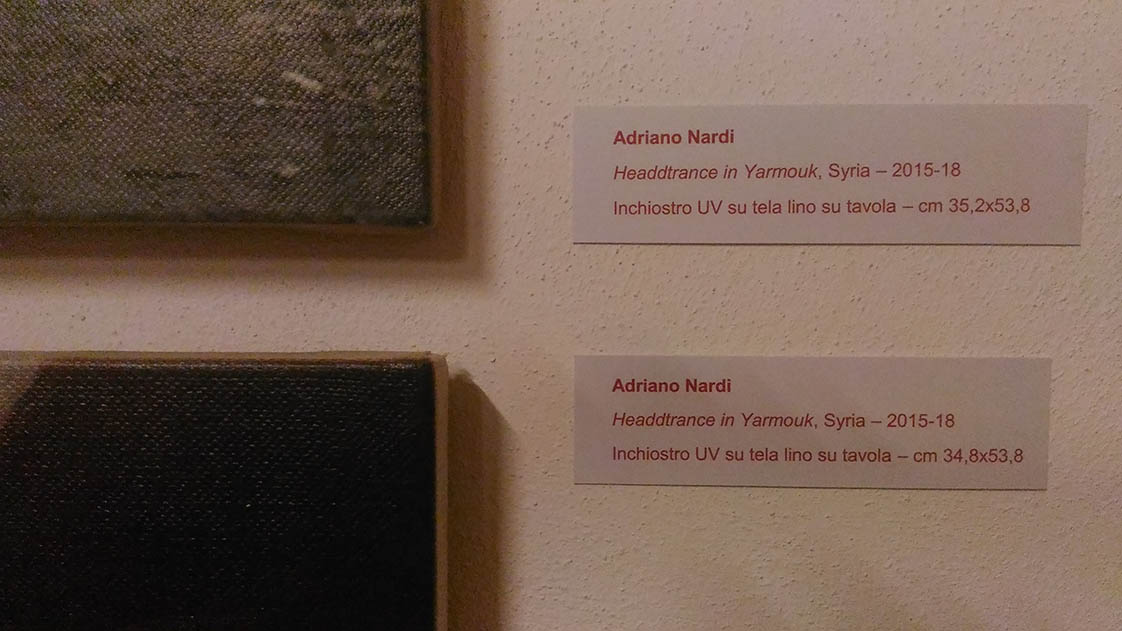 Adriano Nardi
Headdtrance in Yarmouk, Syria – 2015-18
Inchiostro UV su tela lino su tavola – cm 35,2x53,8
Adriano Nardi
Headdtrance in Yarmouk, Syria – 2015-18
Inchiostro UV su tela lino su tavola – cm 34,8x53,8